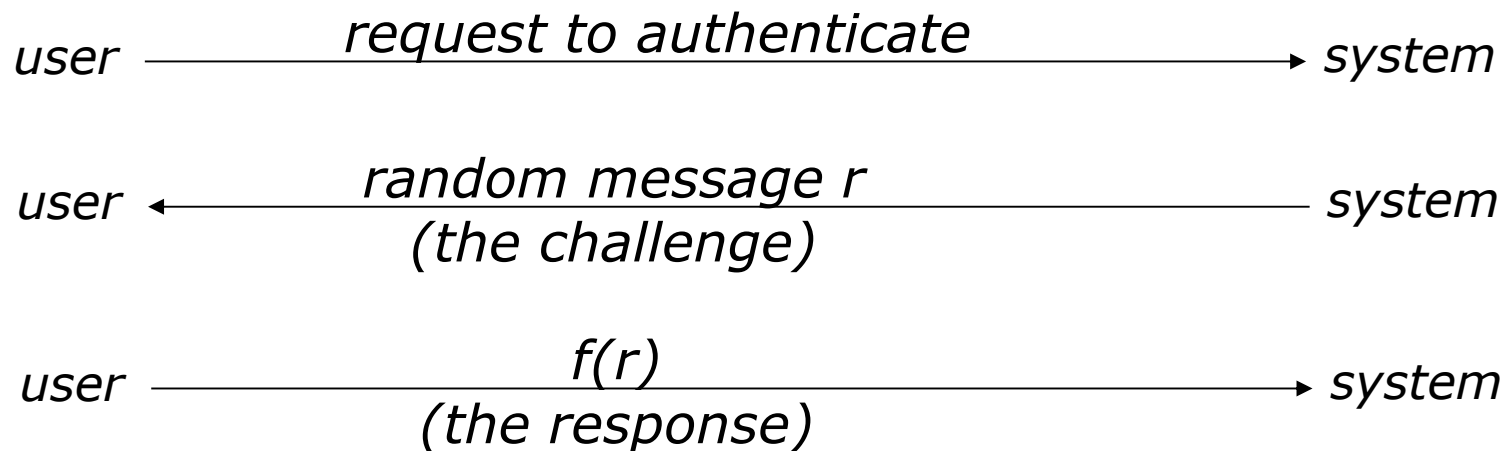 user request to authenticate system
user random message r system
(the challenge)
user f(r) system
(the response)